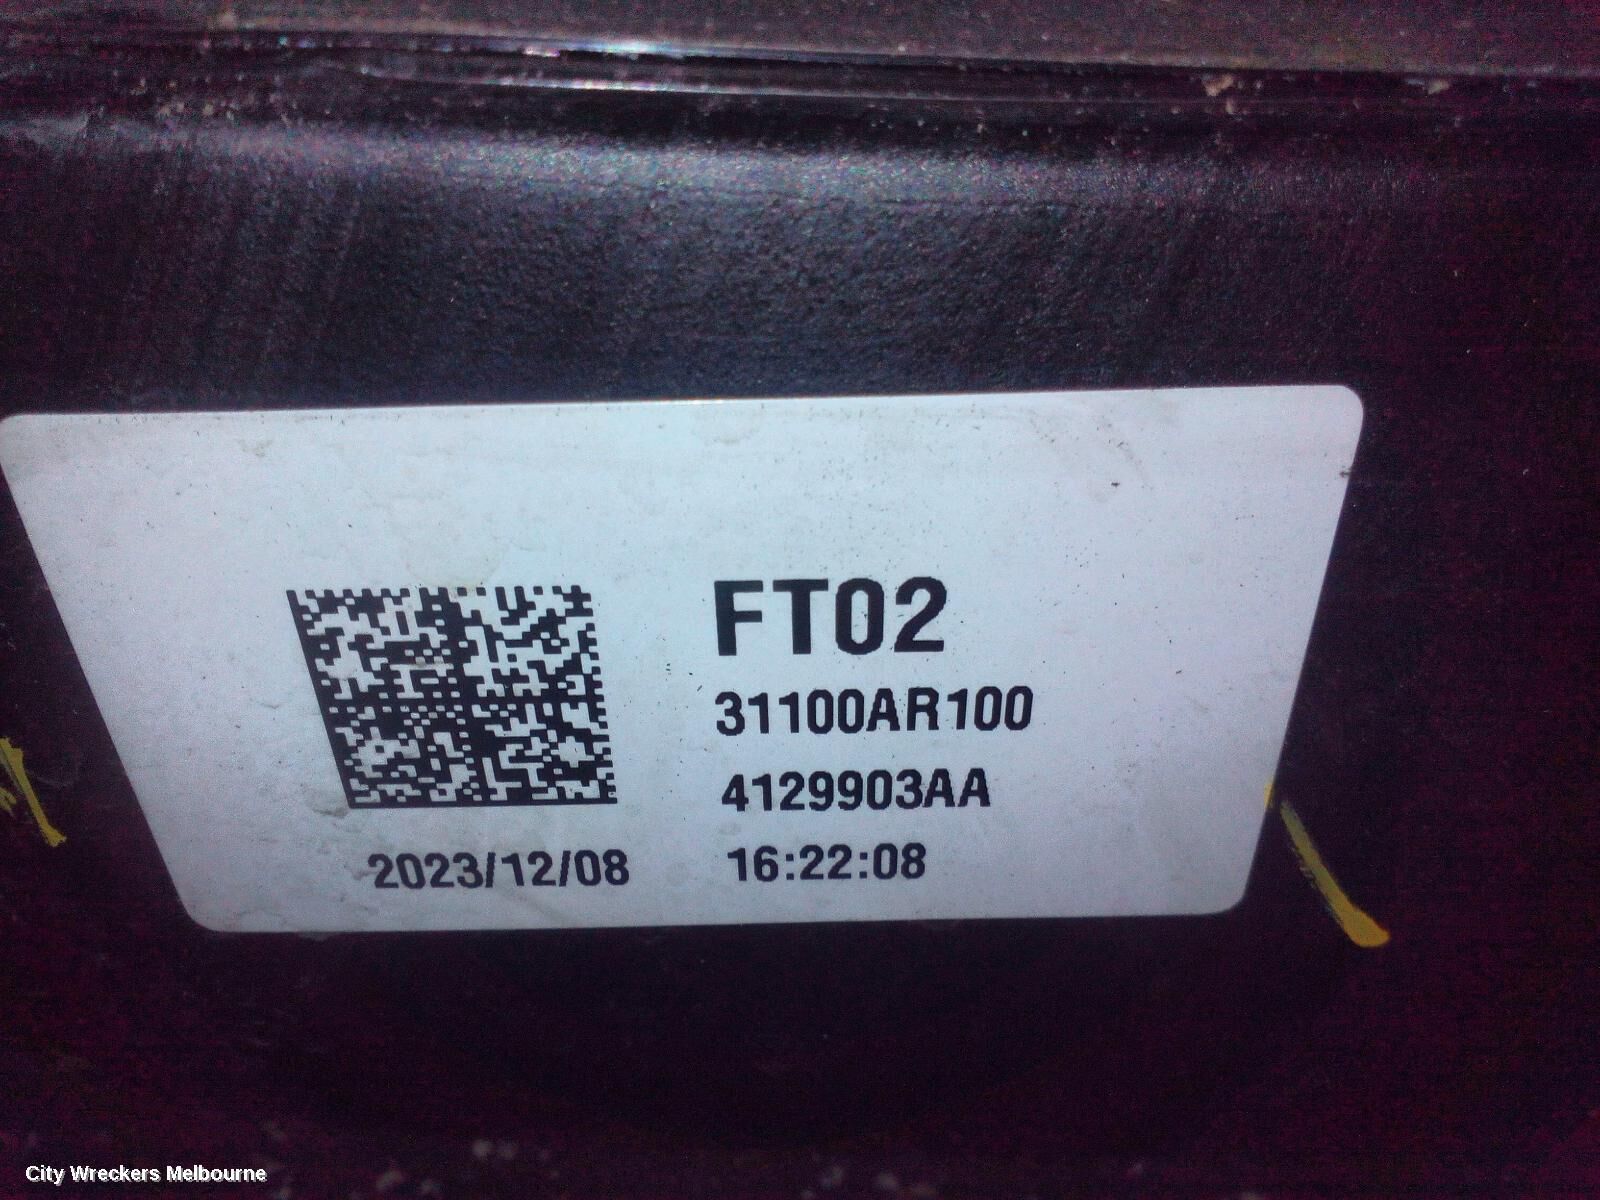 FT02
31100AR100
4129903AA
2023/12/08 16:22:08
City Wreckers Melbourne